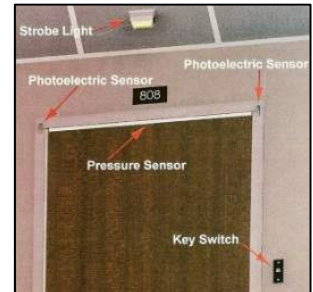 Strobe Light
Photoelectric Sensor
Photoelectric Sensor
808
Pressure Sensor
Key Switch